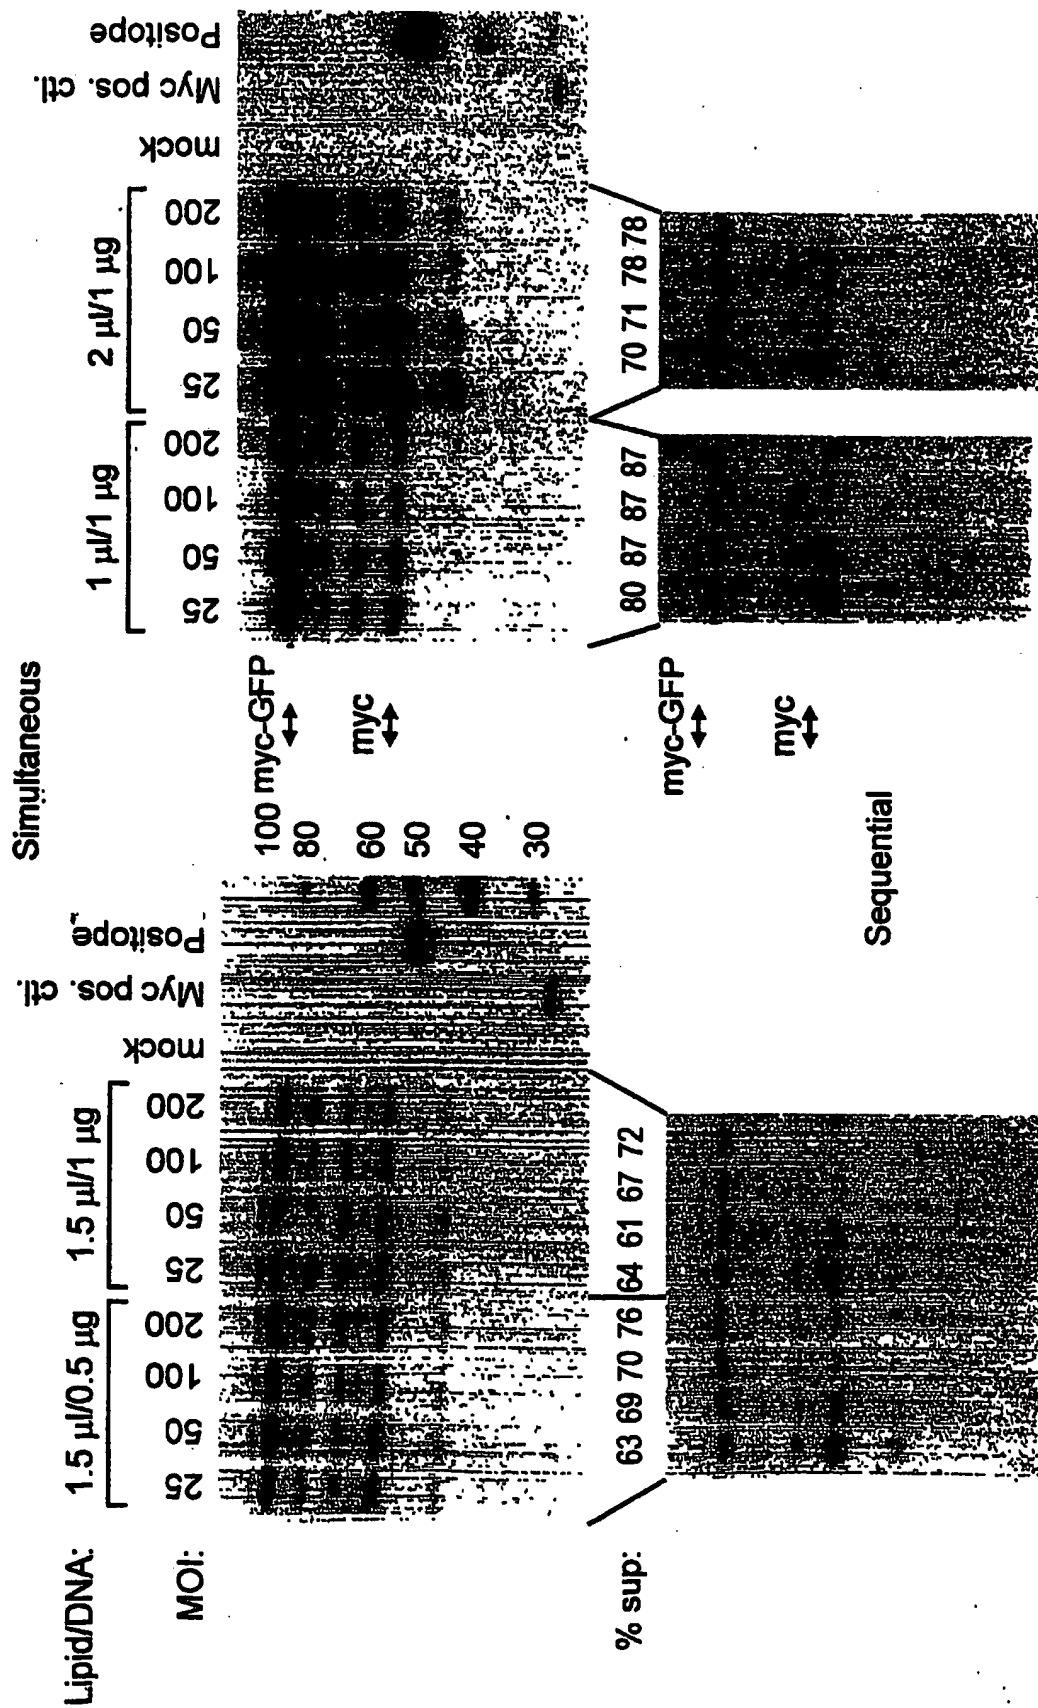 Simultaneous
Lipid/DNA: 1.5 µl/0.5 µg 1.5 µl/1 µg 1 µl/1 µg 2 µl/1 µg
MOI: 25 50 100 200 25 50 100 200 mock Myc pos. ctl. Positope 25 50 100 200 25 50 100 200 mock Myc pos. ctl. Positope
100 myc-GFP
80
60 myc
50
40
30
% sup: 63 69 70 76 64 61 67 72 80 87 87 87 70 71 78 78
myc-GFP
myc
Sequential